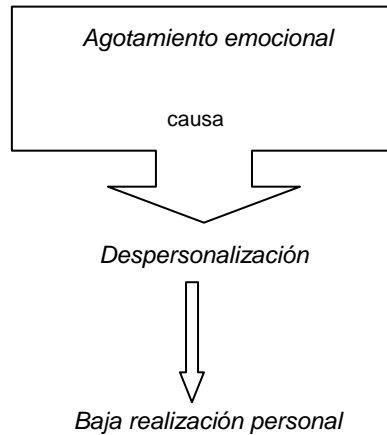 Agotamiento emocional
causa
Despersonalización
Baja realización personal